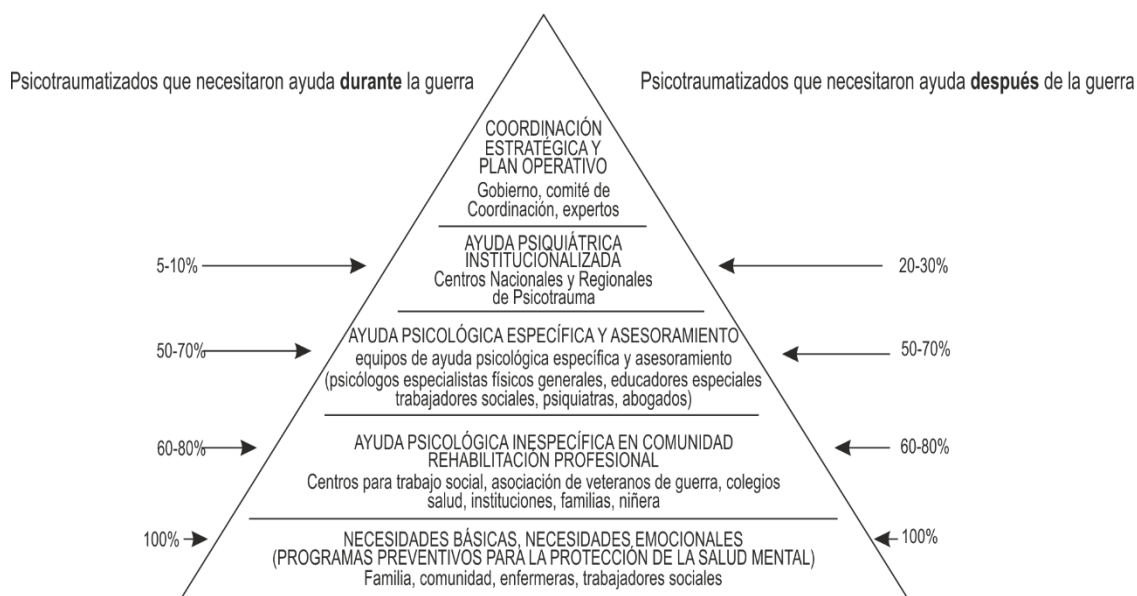 Psicotraumatizados que necesitaron ayuda durante la guerra
Psicotraumatizados que necesitaron ayuda después de la guerra
COORDINACIÓN
ESTRATÉGICA Y
PLAN OPERATIVO
Gobierno, comité de
Coordinación, expertos
AYUDA PSIQUIÁTRICA
INSTITUCIONALIZADA
Centros Nacionales y Regionales
de Psicotrauma
5-10%
20-30%
AYUDA PSICOLÓGICA ESPECÍFICA Y ASESORAMIENTO
equipos de ayuda psicológica específica y asesoramiento
(psicólogos especialistas físicos generales, educadores especiales
trabajadores sociales, psiquiatras, abogados)
50-70%
50-70%
AYUDA PSICOLÓGICA INESPECÍFICA EN COMUNIDAD
REHABILITACIÓN PROFESIONAL
Centros para trabajo social, asociación de veteranos de guerra, colegios
salud, instituciones, familias, niñera
60-80%
60-80%
NECESIDADES BÁSICAS, NECESIDADES EMOCIONALES
(PROGRAMAS PREVENTIVOS PARA LA PROTECCIÓN DE LA SALUD MENTAL)
Familia, comunidad, enfermeras, trabajadores sociales
100%
100%